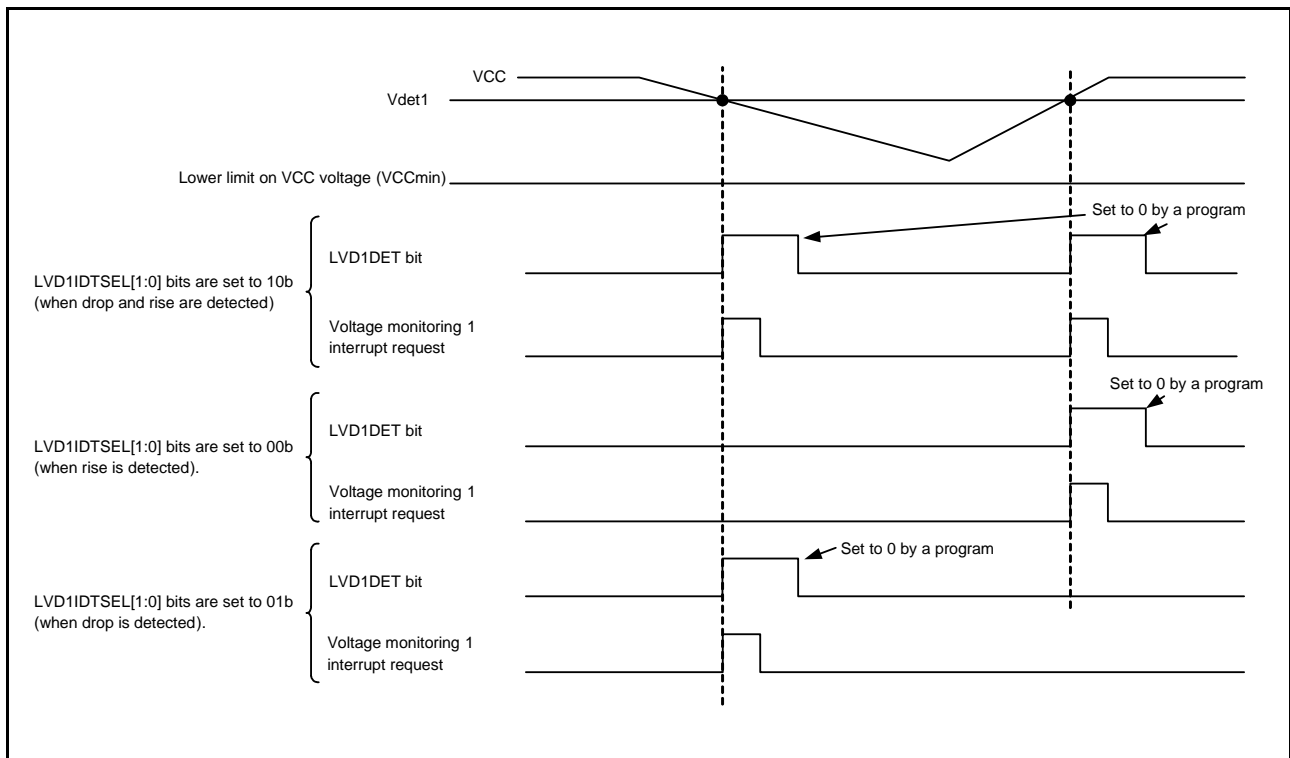 VCC
Vdet1
Lower limit on VCC voltage (VCCmin)
Set to 0 by a program
LVD1DET bit
LVD1IDTSEL[1:0] bits are set to 10b
(when drop and rise are detected)
Voltage monitoring 1
interrupt request
Set to 0 by a program
LVD1DET bit
LVD1IDTSEL[1:0] bits are set to 00b
(when rise is detected).
Voltage monitoring 1
interrupt request
Set to 0 by a program
LVD1DET bit
LVD1IDTSEL[1:0] bits are set to 01b
(when drop is detected).
Voltage monitoring 1
interrupt request